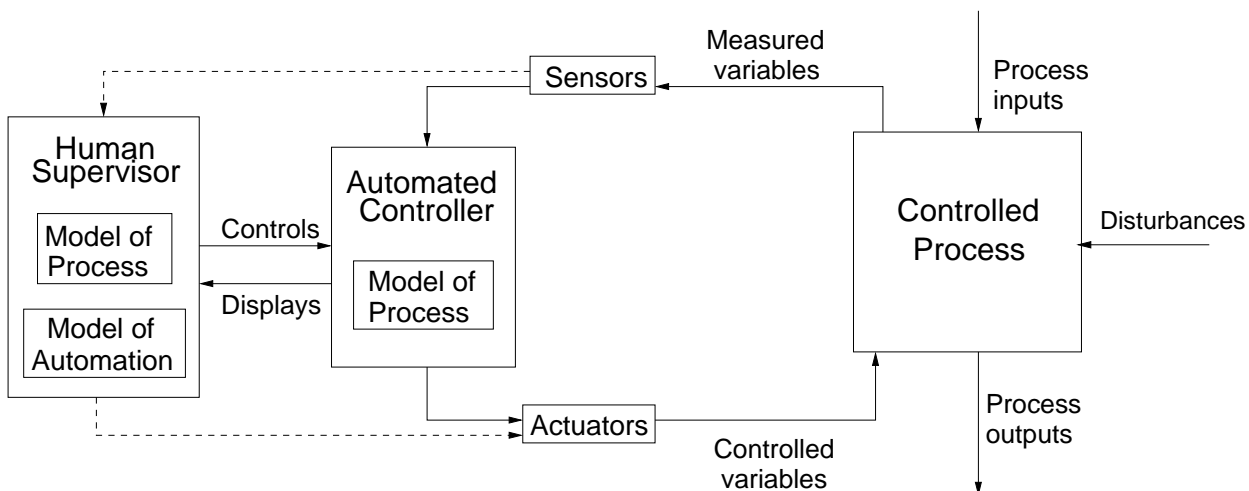 Measured
variables
Sensors
Process
inputs
Human
Supervisor
Automated
Controller
Controlled
Process
Disturbances
Controls
Displays
Model of
Process
Model of
Process
Model of
Automation
Actuators
Controlled
variables
Process
outputs